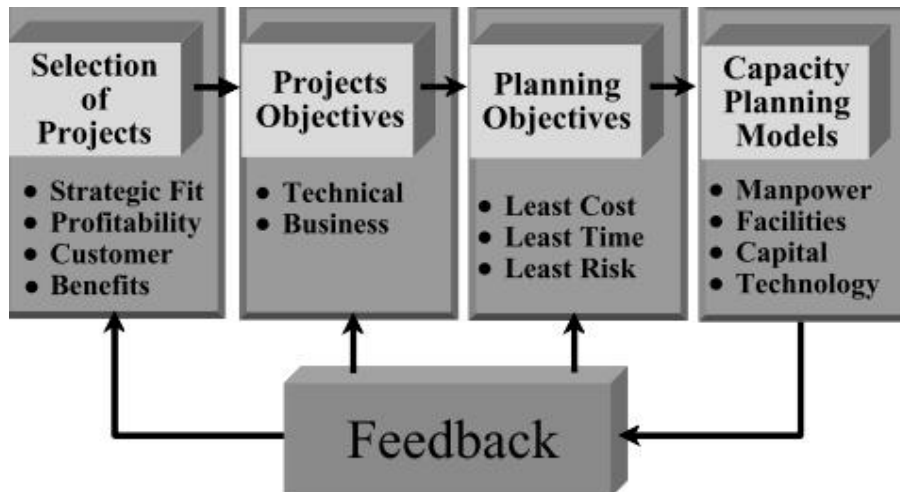 Selection
of
Projects
• Strategic Fit
• Profitability
• Customer
• Benefits
Projects
Objectives
• Technical
• Business
Planning
Objectives
• Least Cost
• Least Time
• Least Risk
Capacity
Planning
Models
• Manpower
• Facilities
• Capital
• Technology
Feedback